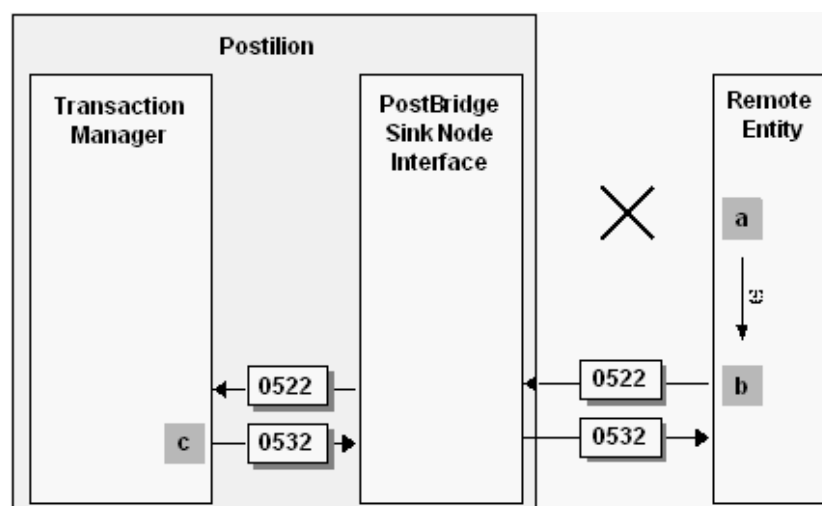 Postilion
Transaction
Manager
PostBridge
Sink Node
Interface
Remote
Entity
a
0522
0522
b
c
0532
0532